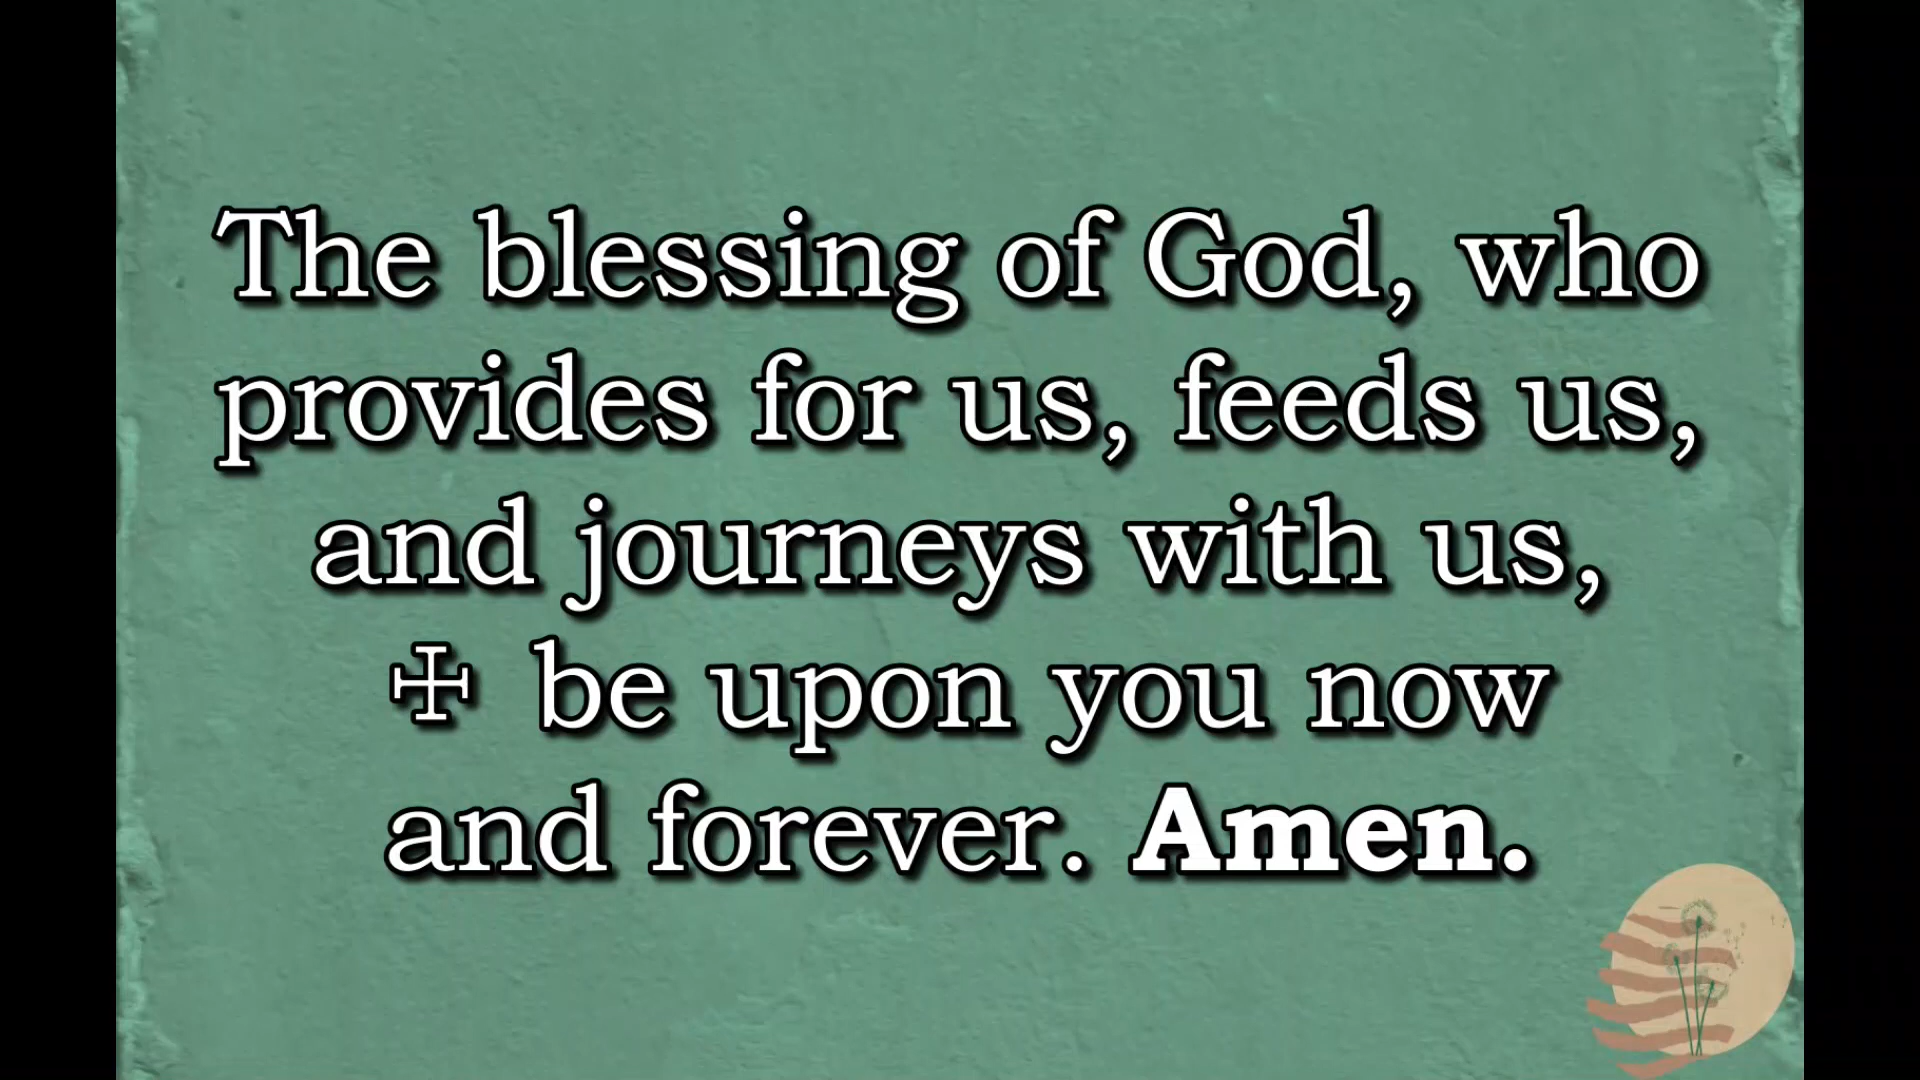 The blessing of God, who
provides for us, feeds us,
and journeys with us,
☩ be upon you now
and forever. Amen.